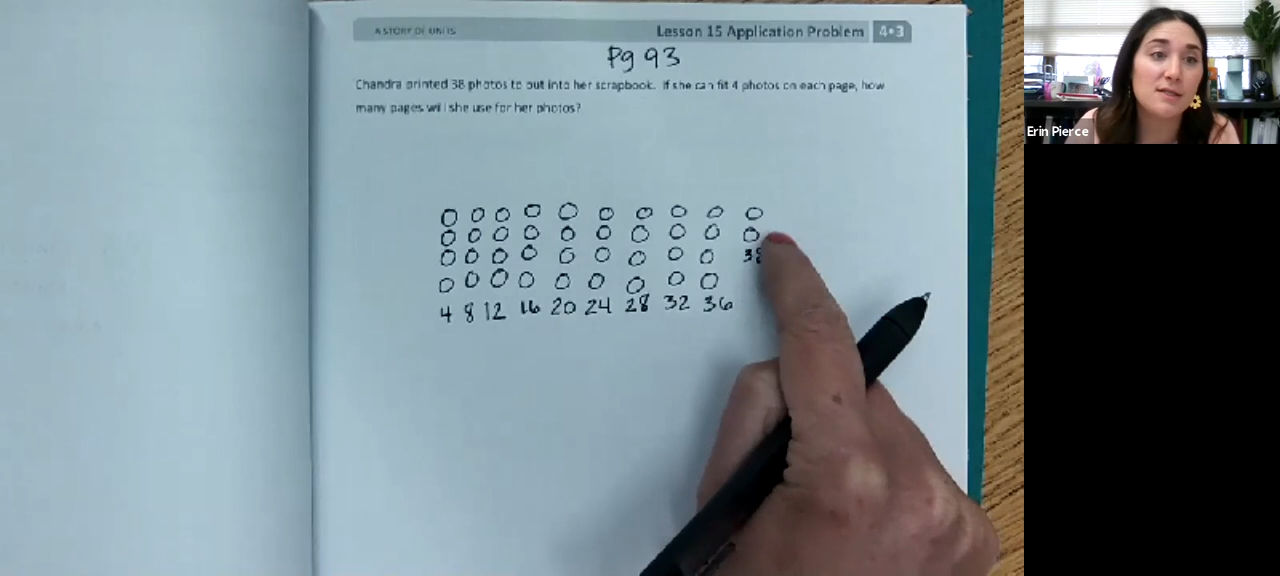 A STORY OF UNITS
Lesson 15 Application Problem 4•3
Pg 93
Chandra printed 38 photos to put into her scrapbook. If she can fit 4 photos on each page, how
many pages will she use for her photos?
38
4 8 12 16 20 24 28 32 36
Erin Pierce